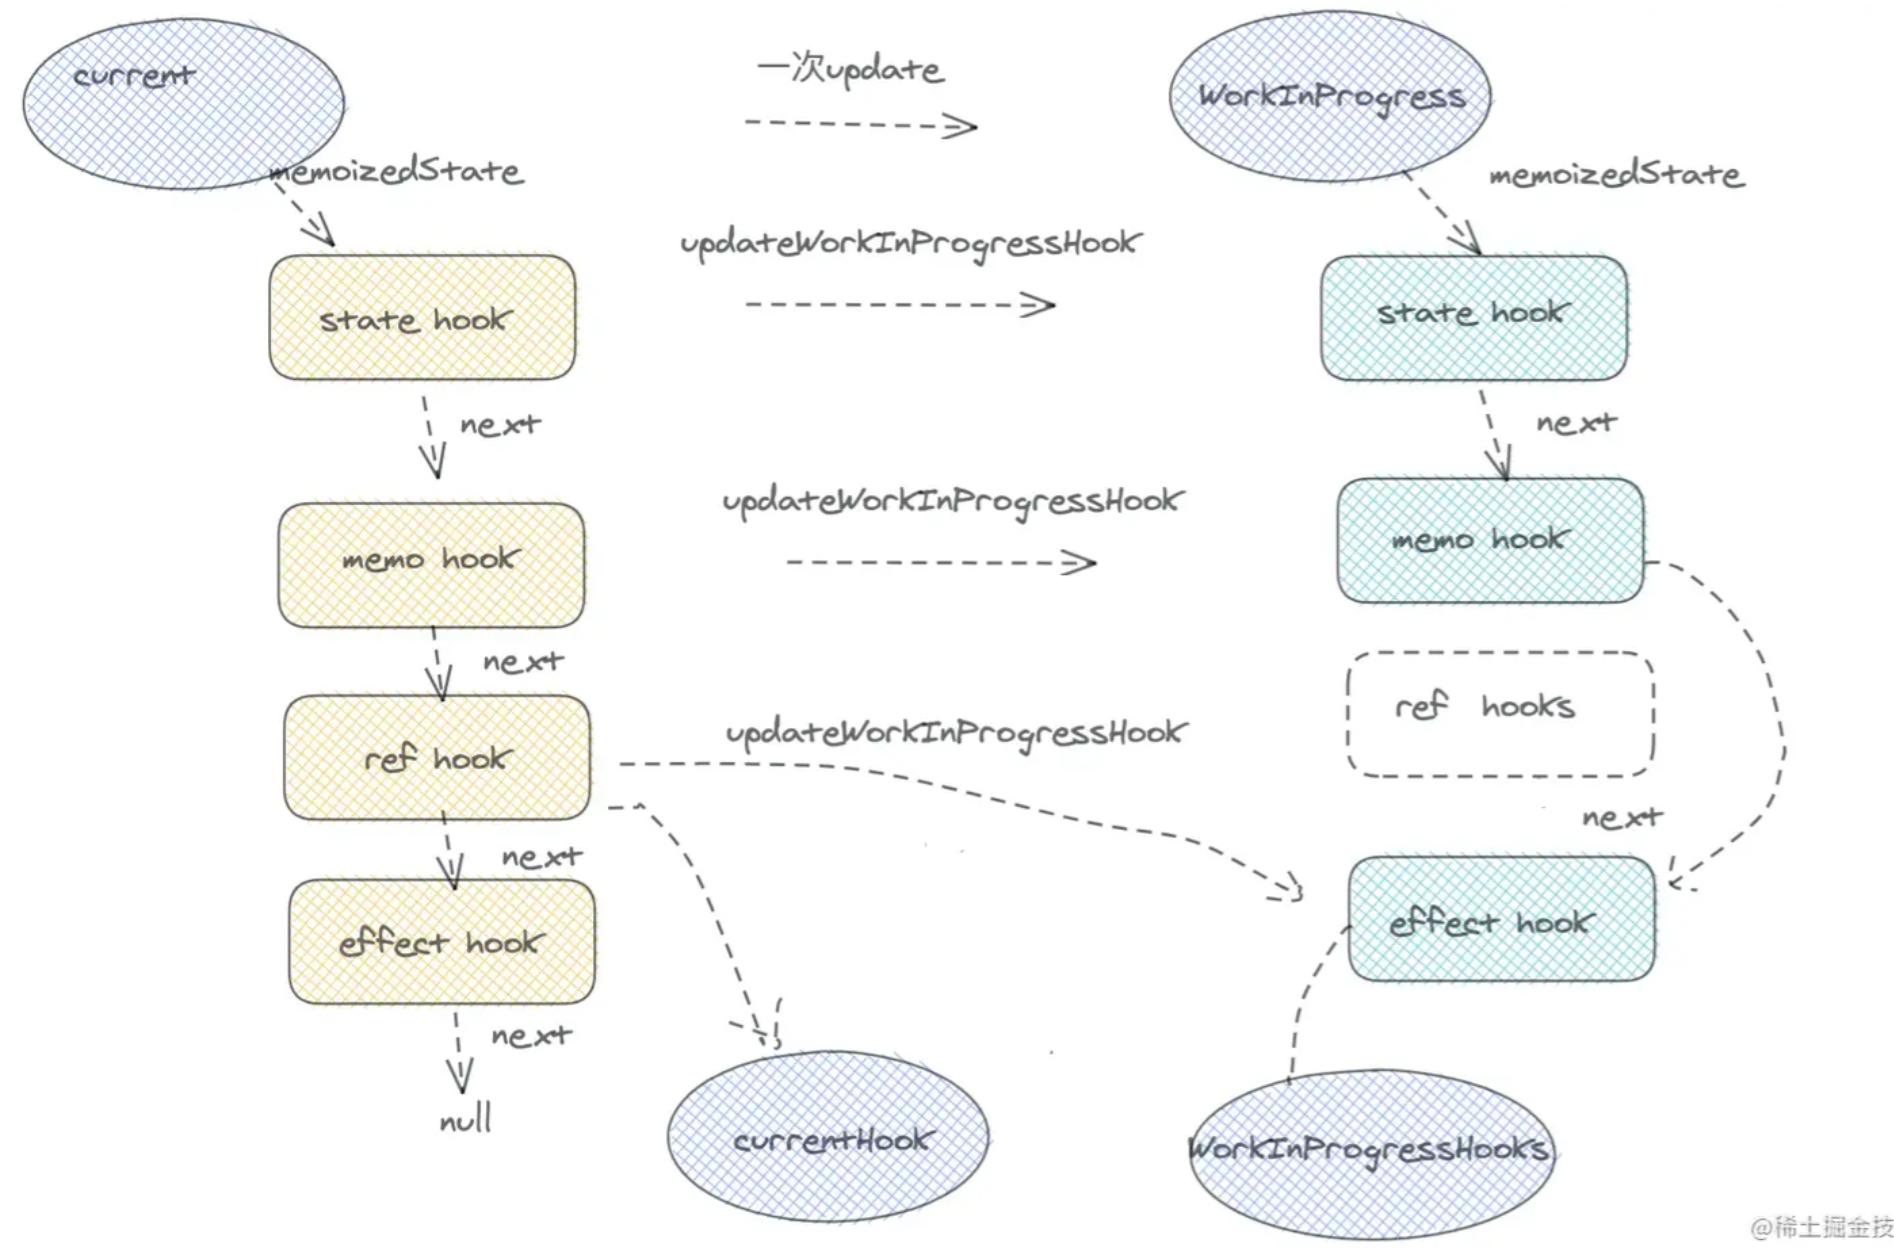 current
一次update
WorkInProgress
memoizedState
memoizedState
updateWorkInProgressHook
state hook
state hook
next
next
updateWorkInProgressHook
memo hook
memo hook
next
ref hooks
updateWorkInProgressHook
ref hook
next
next
effect hook
effect hook
next
null
currentHook
WorkInProgressHooks
@稀土掘金技